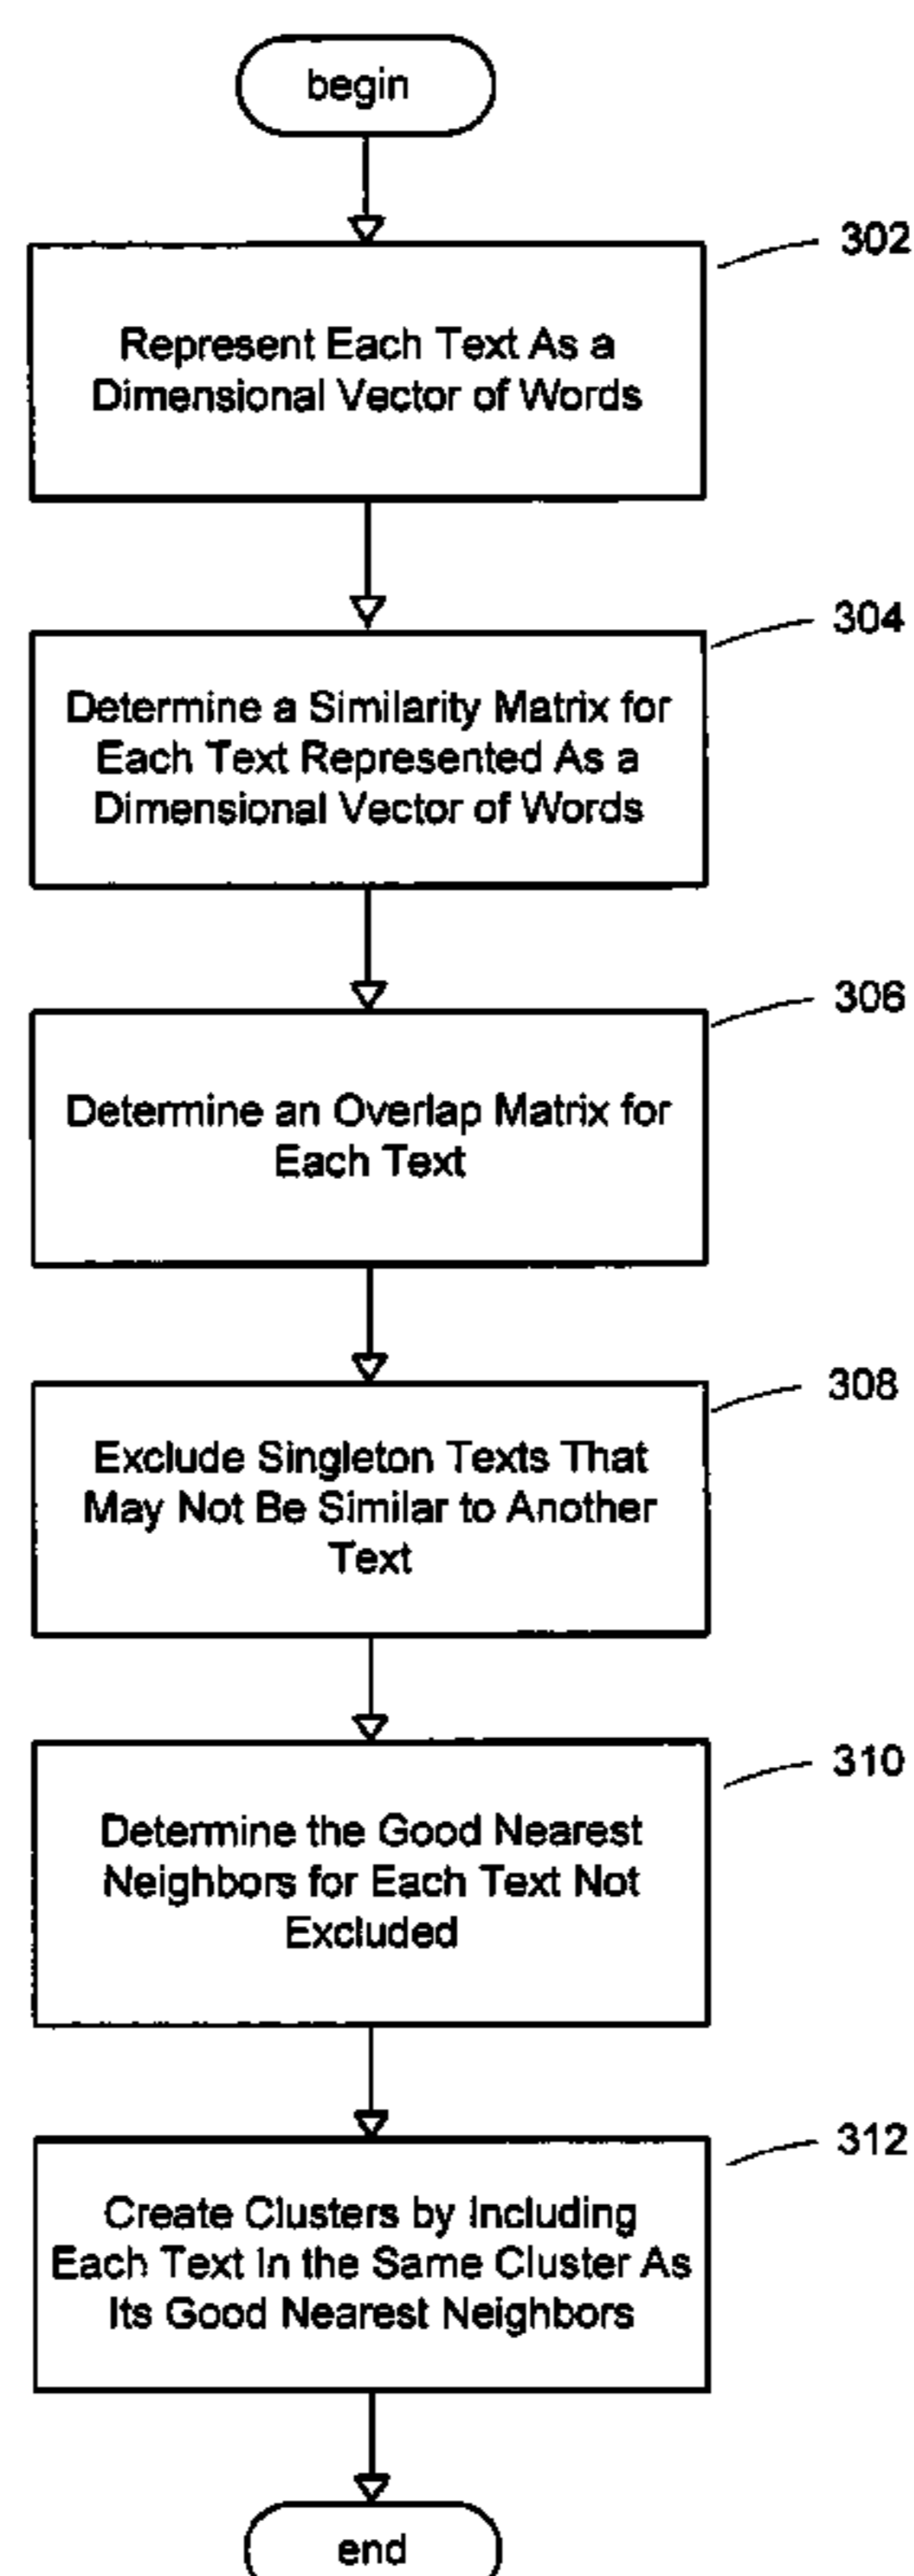 begin
302
Represent Each Text As a
Dimensional Vector of Words
304
Determine a Similarity Matrix for
Each Text Represented As a
Dimensional Vector of Words
306
Determine an Overlap Matrix for
Each Text
308
Exclude Singleton Texts That
May Not Be Similar to Another
Text
310
Determine the Good Nearest
Neighbors for Each Text Not
Excluded
312
Create Clusters by Including
Each Text in the Same Cluster As
Its Good Nearest Neighbors
end